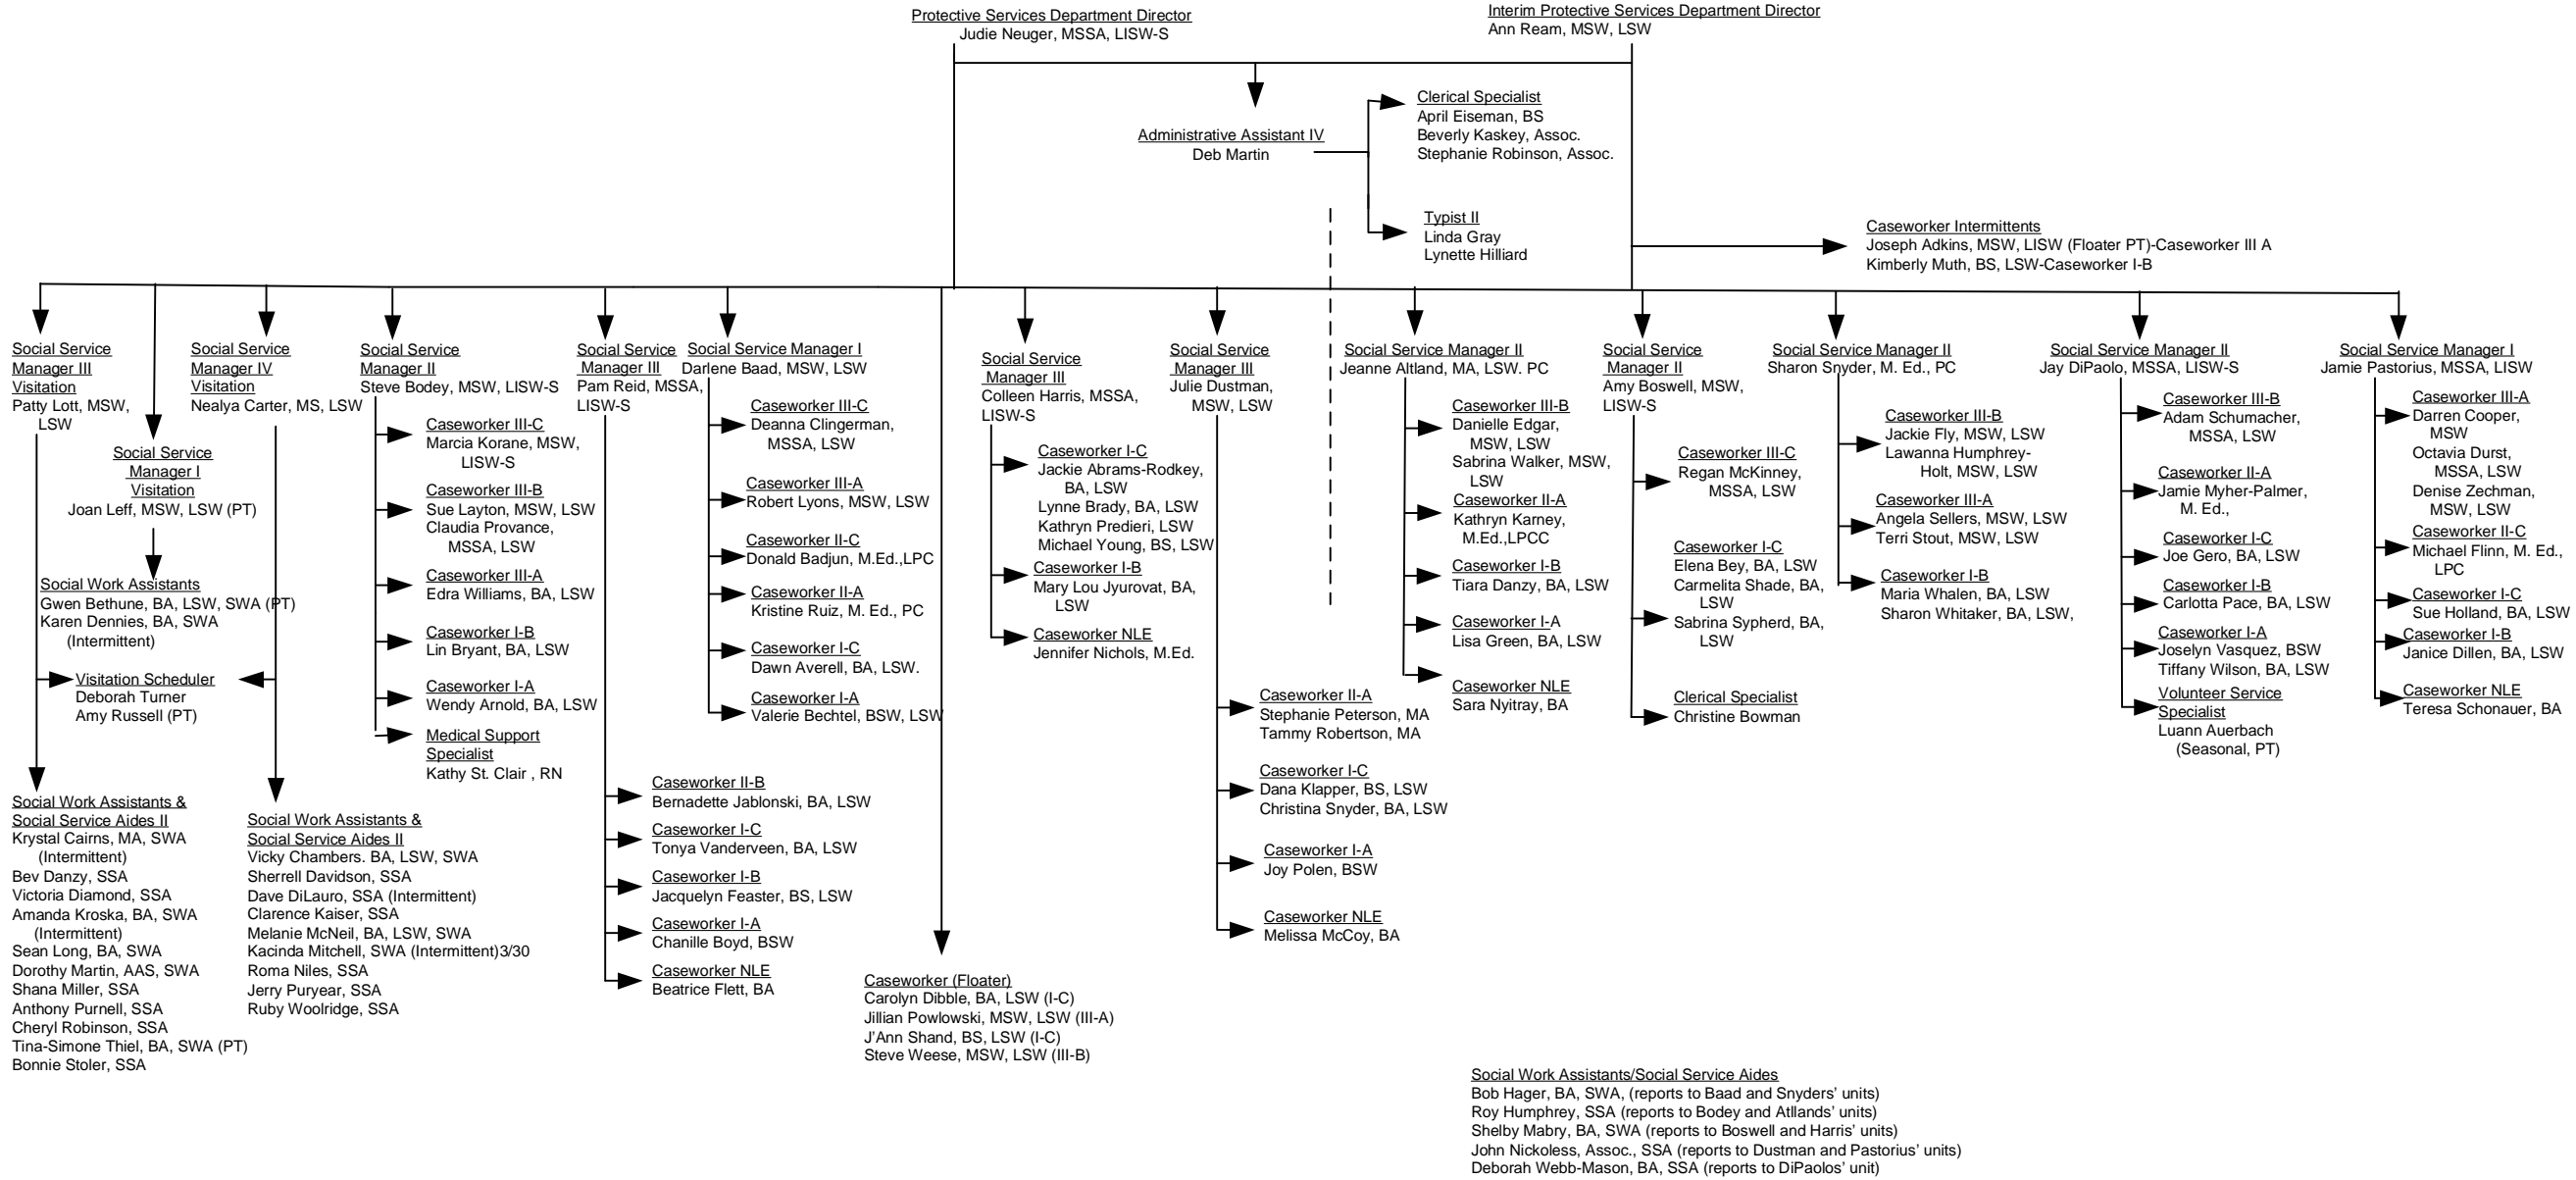 Protective Services Department Director
Judie Neuger, MSSA, LISW-S
Interim Protective Services Department Director
Ann Ream, MSW, LSW
Administrative Assistant IV
Deb Martin
Clerical Specialist
April Eiseman, BS
Beverly Kaskey, Assoc.
Stephanie Robinson, Assoc.
Typist II
Linda Gray
Lynette Hilliard
Caseworker Intermittents
Joseph Adkins, MSW, LISW (Floater PT)-Caseworker III A
Kimberly Muth, BS, LSW-Caseworker I-B
Social Service
Manager III
Visitation
Patty Lott, MSW,
LSW
Social Service
Manager I
Visitation
Joan Leff, MSW, LSW (PT)
Social Work Assistants
Gwen Bethune, BA, LSW, SWA (PT)
Karen Dennies, BA, SWA
(Intermittent)
Visitation Scheduler
Deborah Turner
Amy Russell (PT)
Social Work Assistants &
Social Service Aides II
Krystal Cairns, MA, SWA
(Intermittent)
Bev Danzy, SSA
Victoria Diamond, SSA
Amanda Kroska, BA, SWA
(Intermittent)
Sean Long, BA, SWA
Dorothy Martin, AAS, SWA
Shana Miller, SSA
Anthony Purnell, SSA
Cheryl Robinson, SSA
Tina-Simone Thiel, BA, SWA (PT)
Bonnie Stoler, SSA
Social Service
Manager IV
Visitation
Nealya Carter, MS, LSW
Social Work Assistants &
Social Service Aides II
Vicky Chambers. BA, LSW, SWA
Sherrell Davidson, SSA
Dave DiLauro, SSA (Intermittent)
Clarence Kaiser, SSA
Melanie McNeil, BA, LSW, SWA
Kacinda Mitchell, SWA (Intermittent)3/30
Roma Niles, SSA
Jerry Puryear, SSA
Ruby Woolridge, SSA
Social Service
Manager II
Steve Bodey, MSW, LISW-S
Caseworker III-C
Marcia Korane, MSW,
LISW-S
Caseworker III-B
Sue Layton, MSW, LSW
Claudia Provance,
MSSA, LSW
Caseworker III-A
Edra Williams, BA, LSW
Caseworker I-B
Lin Bryant, BA, LSW
Caseworker I-A
Wendy Arnold, BA, LSW
Medical Support
Specialist
Kathy St. Clair , RN
Social Service
Manager III
Pam Reid, MSSA,
LISW-S
Caseworker II-B
Bernadette Jablonski, BA, LSW
Caseworker I-C
Tonya Vanderveen, BA, LSW
Caseworker I-B
Jacquelyn Feaster, BS, LSW
Caseworker I-A
Chanille Boyd, BSW
Caseworker NLE
Beatrice Flett, BA
Social Service Manager I
Darlene Baad, MSW, LSW
Caseworker III-C
Deanna Clingerman,
MSSA, LSW
Caseworker III-A
Robert Lyons, MSW, LSW
Caseworker II-C
Donald Badjun, M.Ed.,LPC
Caseworker II-A
Kristine Ruiz, M. Ed., PC
Caseworker I-C
Dawn Averell, BA, LSW.
Caseworker I-A
Valerie Bechtel, BSW, LSW
Caseworker (Floater)
Carolyn Dibble, BA, LSW (I-C)
Jillian Powlowski, MSW, LSW (III-A)
J'Ann Shand, BS, LSW (I-C)
Steve Weese, MSW, LSW (III-B)
Social Service
Manager III
Colleen Harris, MSSA,
LISW-S
Caseworker I-C
Jackie Abrams-Rodkey,
BA, LSW
Lynne Brady, BA, LSW
Kathryn Predieri, LSW
Michael Young, BS, LSW
Caseworker I-B
Mary Lou Jyurovat, BA,
LSW
Caseworker NLE
Jennifer Nichols, M.Ed.
Social Service
Manager III
Julie Dustman,
MSW, LSW
Caseworker II-A
Stephanie Peterson, MA
Tammy Robertson, MA
Caseworker I-C
Dana Klapper, BS, LSW
Christina Snyder, BA, LSW
Caseworker I-A
Joy Polen, BSW
Caseworker NLE
Melissa McCoy, BA
Social Service Manager II
Jeanne Altland, MA, LSW. PC
Caseworker III-B
Danielle Edgar,
MSW, LSW
Sabrina Walker, MSW,
LSW
Caseworker II-A
Kathryn Karney,
M.Ed.,LPCC
Caseworker I-B
Tiara Danzy, BA, LSW
Caseworker I-A
Lisa Green, BA, LSW
Caseworker NLE
Sara Nyitray, BA
Social Service
Manager II
Amy Boswell, MSW,
LISW-S
Caseworker III-C
Regan McKinney,
MSSA, LSW
Caseworker I-C
Elena Bey, BA, LSW
Carmelita Shade, BA,
LSW
Sabrina Sypherd, BA,
LSW
Clerical Specialist
Christine Bowman
Social Service Manager II
Sharon Snyder, M. Ed., PC
Caseworker III-B
Jackie Fly, MSW, LSW
Lawanna Humphrey-
Holt, MSW, LSW
Caseworker III-A
Angela Sellers, MSW, LSW
Terri Stout, MSW, LSW
Caseworker I-B
Maria Whalen, BA, LSW
Sharon Whitaker, BA, LSW,
Social Service Manager II
Jay DiPaolo, MSSA, LISW-S
Caseworker III-B
Adam Schumacher,
MSSA, LSW
Caseworker II-A
Jamie Myher-Palmer,
M. Ed.,
Caseworker I-C
Joe Gero, BA, LSW
Caseworker I-B
Carlotta Pace, BA, LSW
Caseworker I-A
Joselyn Vasquez, BSW
Tiffany Wilson, BA, LSW
Volunteer Service
Specialist
Luann Auerbach
(Seasonal, PT)
Social Service Manager I
Jamie Pastorius, MSSA, LISW
Caseworker III-A
Darren Cooper,
MSW
Octavia Durst,
MSSA, LSW
Denise Zechman,
MSW, LSW
Caseworker II-C
Michael Flinn, M. Ed.,
LPC
Caseworker I-C
Sue Holland, BA, LSW
Caseworker I-B
Janice Dillen, BA, LSW
Caseworker NLE
Teresa Schonauer, BA
Social Work Assistants/Social Service Aides
Bob Hager, BA, SWA, (reports to Baad and Snyders' units)
Roy Humphrey, SSA (reports to Bodey and Atllands' units)
Shelby Mabry, BA, SWA (reports to Boswell and Harris' units)
John Nickoless, Assoc., SSA (reports to Dustman and Pastorius' units)
Deborah Webb-Mason, BA, SSA (reports to DiPaolos' unit)